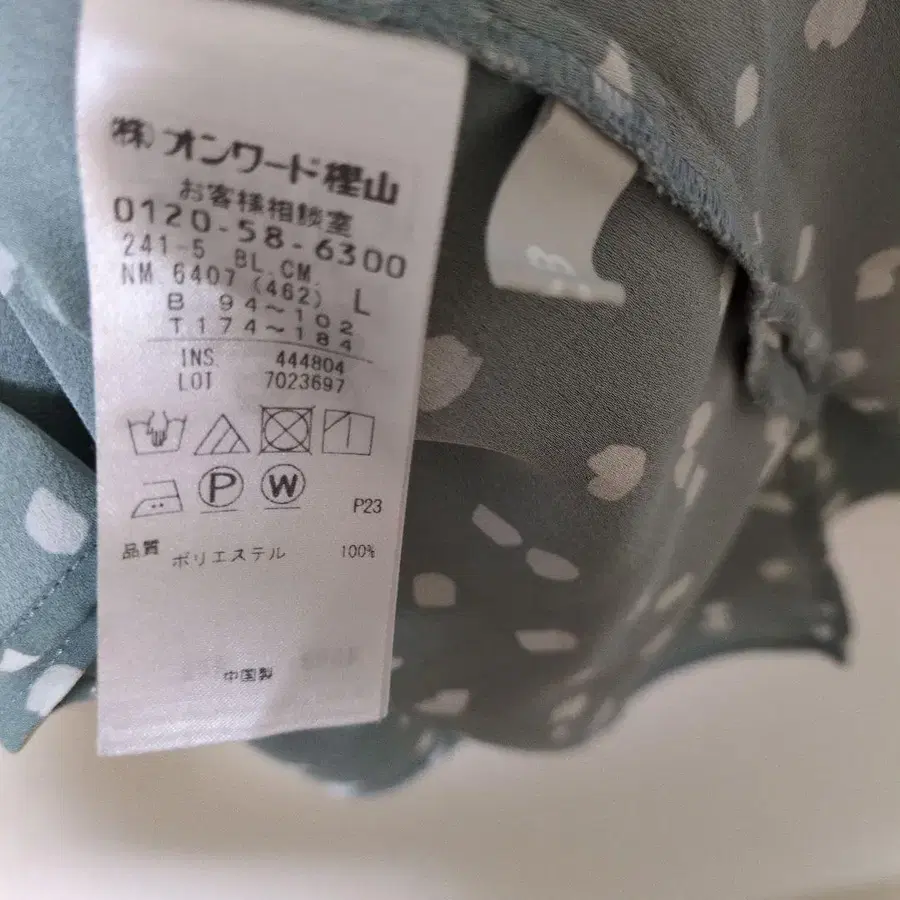 (株)オンワード樫山
お客様相談室
0120-58-6300
241-5 BL.CM.
NM 6407 (462) L
B 94～102
T 174～184
INS. 444804
LOT 7023697
P W
P23
品質 ポリエステル 100%
中国製